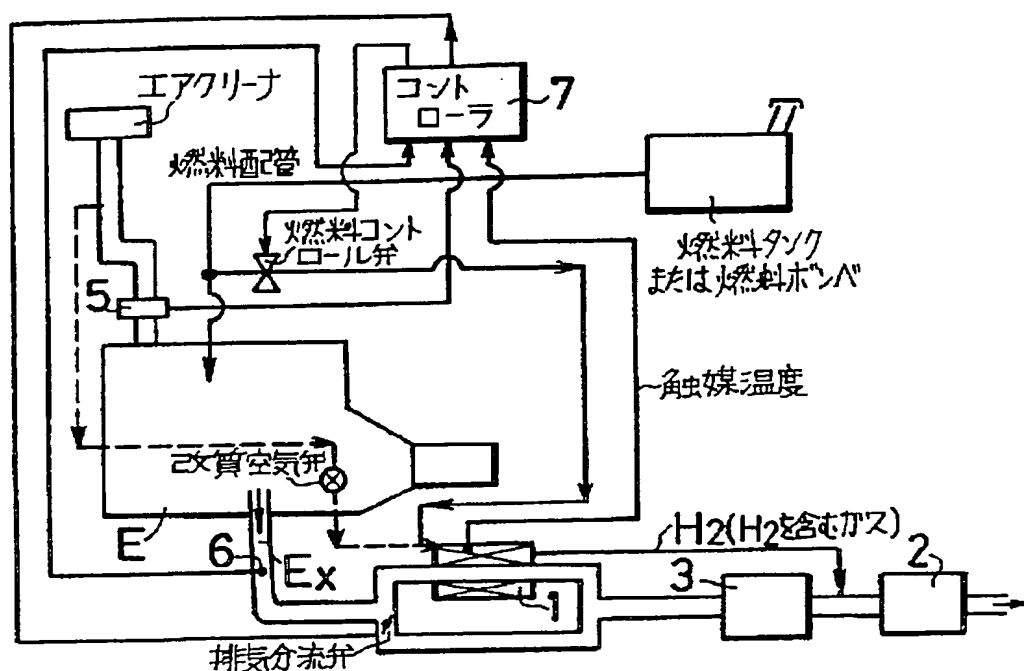 エアクリーナ
コント
ローラ
7
燃料配管
燃料コント
ロール弁
燃料タンク
または燃料ボンベ
5
触媒温度
改質空気弁
E
6
Ex
H2(H2を含むガス)
3
2
1
排気分流弁